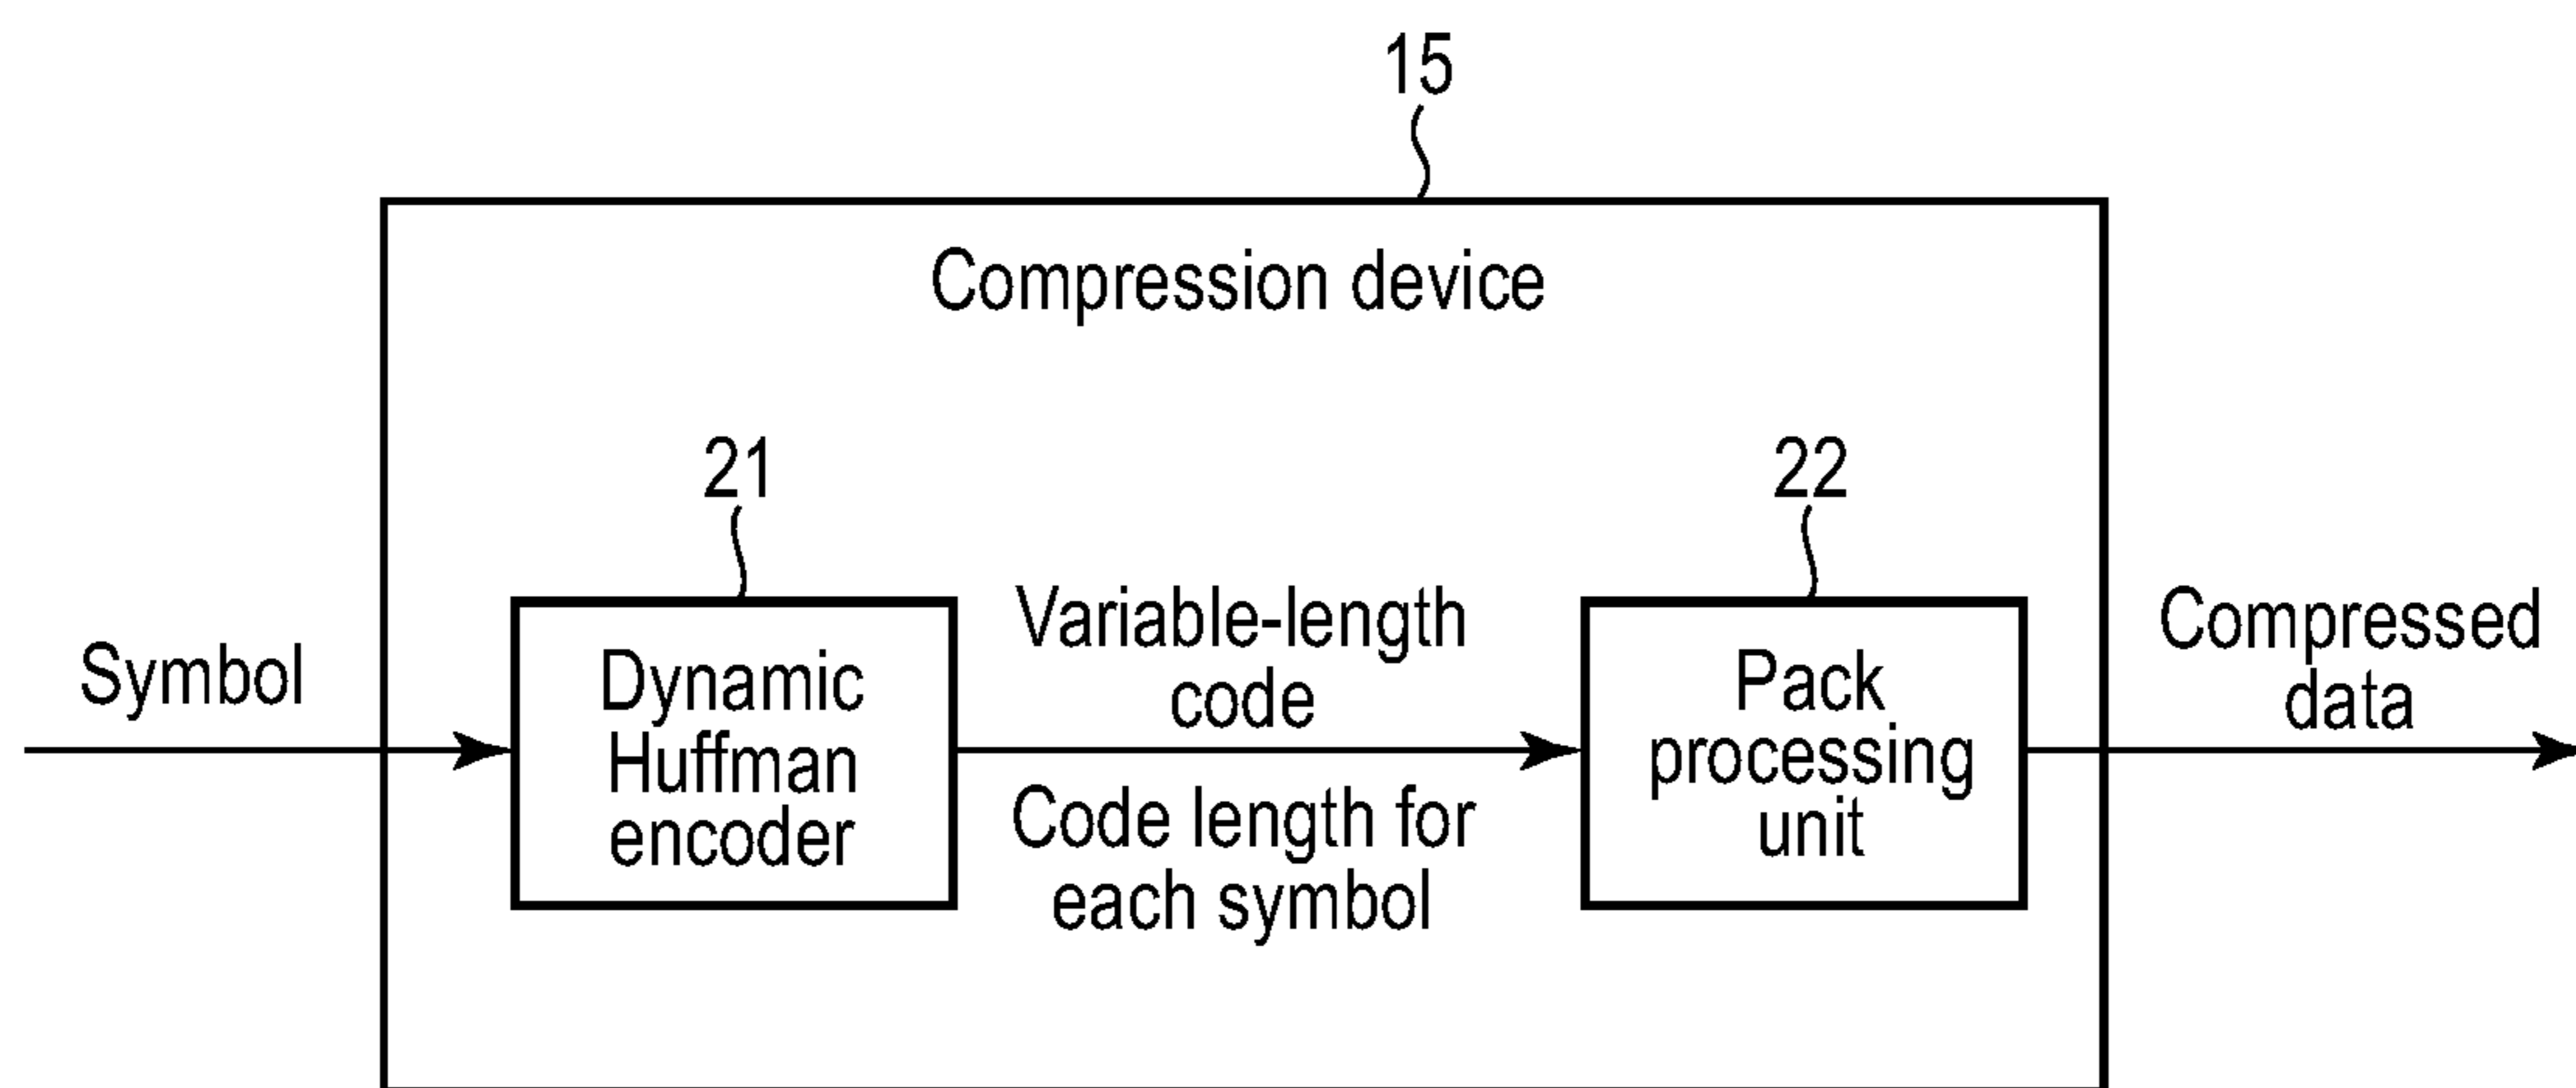 15
Compression device
21
22
Symbol
Dynamic
Huffman
encoder
Variable-length
code
Code length for
each symbol
Pack
processing
unit
Compressed
data